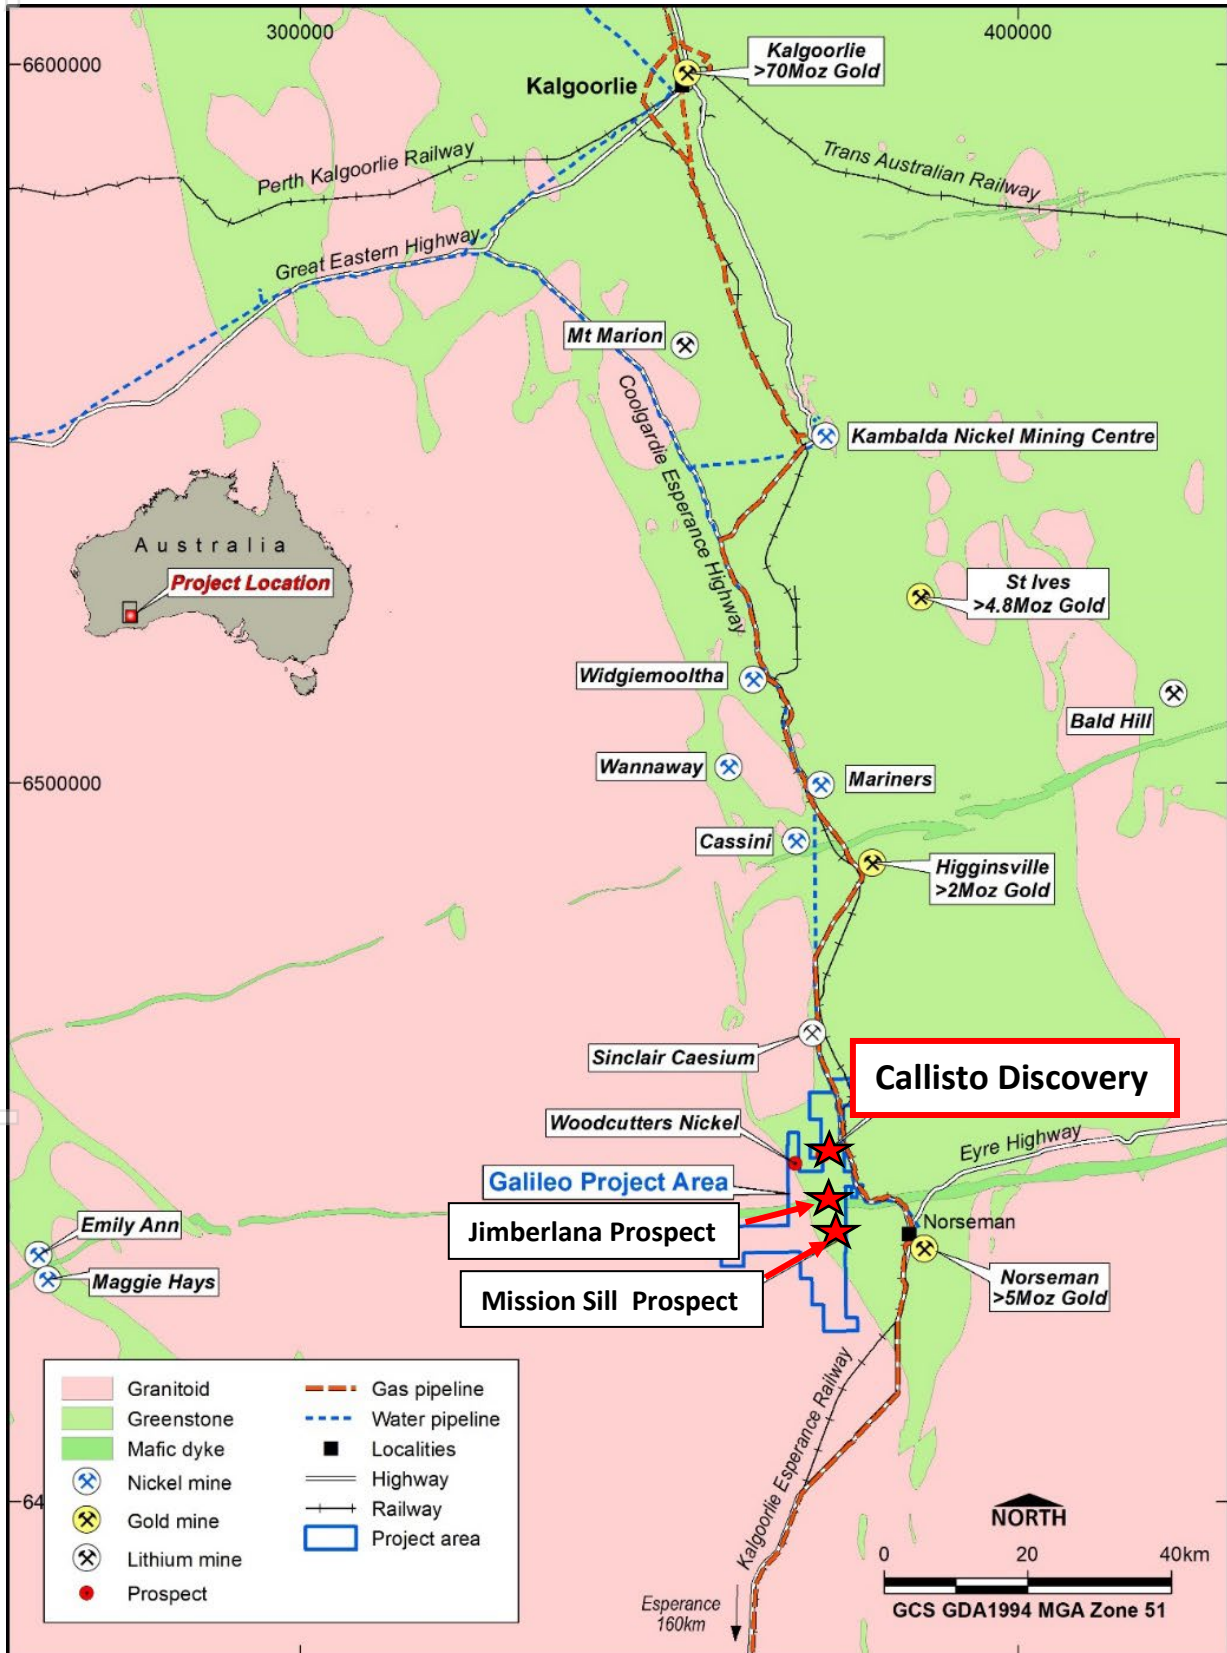 300000
400000
6600000
Kalgoorlie
>70Moz Gold
Kalgoorlie
Perth Kalgoorlie Railway
Trans Australian Railway
Great Eastern Highway
Mt Marion
Coolgardie Esperance Highway
Kambalda Nickel Mining Centre
Australia
Project Location
St Ives
>4.8Moz Gold
Widgiemooltha
Bald Hill
Wannaway
6500000
Mariners
Cassini
Higginsville
>2Moz Gold
Sinclair Caesium
Callisto Discovery
Woodcutters Nickel
Eyre Highway
Galileo Project Area
Jimberlana Prospect
Norseman
Emily Ann
Maggie Hays
Mission Sill Prospect
Norseman
>5Moz Gold
Kalgoorlie Esperance Railway
Granitoid
Greenstone
Mafic dyke
Nickel mine
Gold mine
Lithium mine
Prospect
Gas pipeline
Water pipeline
Localities
Highway
Railway
Project area
64
NORTH
0 20 40km
GCS GDA1994 MGA Zone 51
Esperance
160km